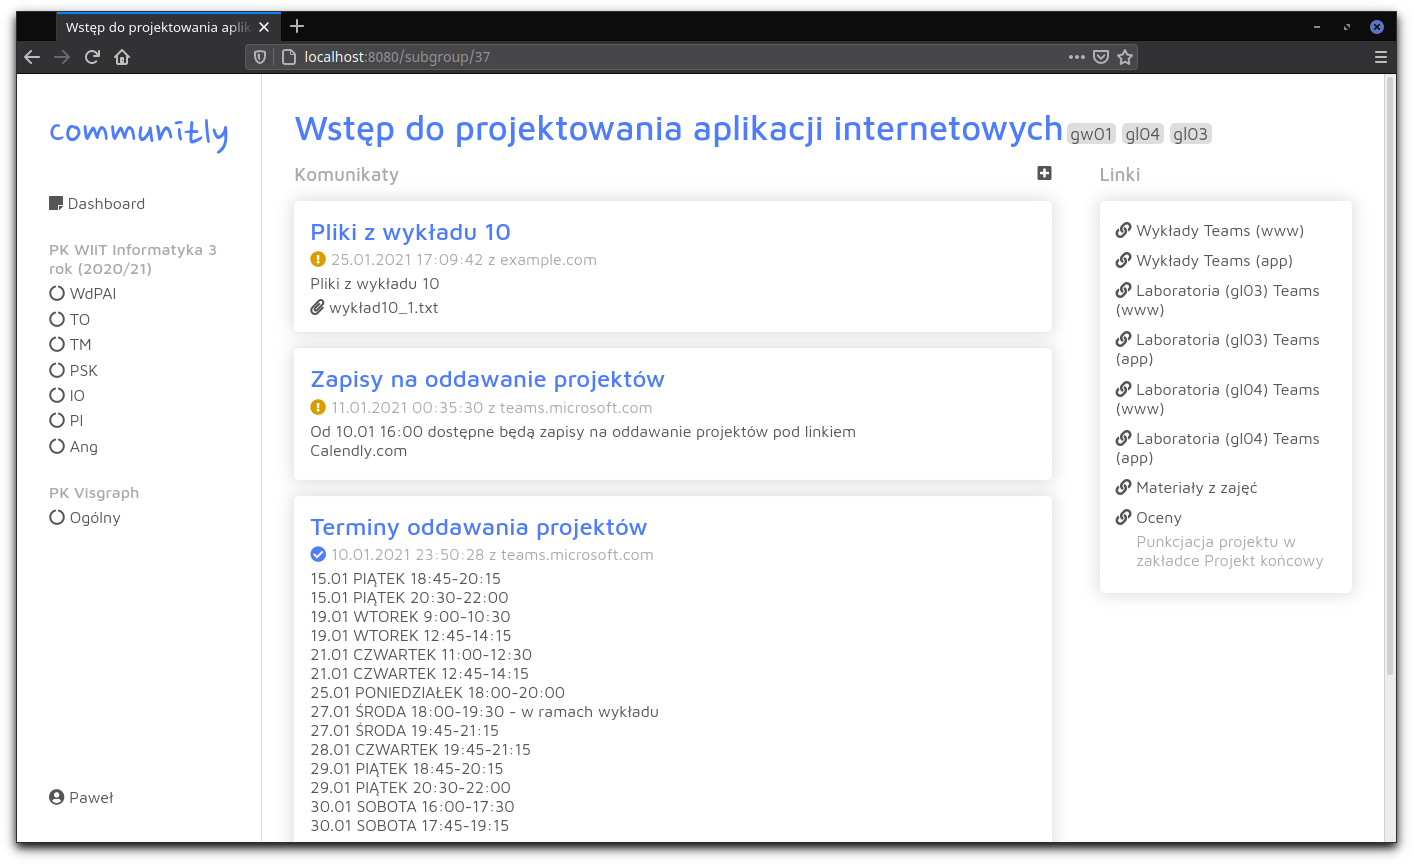 Wstęp do projektowania aplik
localhost:8080/subgroup/37
communitly
Dashboard
PK WIiT Informatyka 3
rok (2020/21)
WdPAI
TO
TM
PSK
IO
PI
Ang
PK Visgraph
Ogólny
Paweł
Wstęp do projektowania aplikacji internetowych gw01 gl04 gl03
Komunikaty
Pliki z wykładu 10
25.01.2021 17:09:42 z example.com
Pliki z wykładu 10
wykład10_1.txt
Zapisy na oddawanie projektów
11.01.2021 00:35:30 z teams.microsoft.com
Od 10.01 16:00 dostępne będą zapisy na oddawanie projektów pod linkiem
Calendly.com
Terminy oddawania projektów
10.01.2021 23:50:28 z teams.microsoft.com
15.01 PIĄTEK 18:45-20:15
15.01 PIĄTEK 20:30-22:00
19.01 WTOREK 9:00-10:30
19.01 WTOREK 12:45-14:15
21.01 CZWARTEK 11:00-12:30
21.01 CZWARTEK 12:45-14:15
25.01 PONIEDZIAŁEK 18:00-20:00
27.01 ŚRODA 18:00-19:30 - w ramach wykładu
27.01 ŚRODA 19:45-21:15
28.01 CZWARTEK 19:45-21:15
29.01 PIĄTEK 18:45-20:15
29.01 PIĄTEK 20:30-22:00
30.01 SOBOTA 16:00-17:30
30.01 SOBOTA 17:45-19:15
Linki
Wykłady Teams (www)
Wykłady Teams (app)
Laboratoria (gl03) Teams
(www)
Laboratoria (gl03) Teams
(app)
Laboratoria (gl04) Teams
(www)
Laboratoria (gl04) Teams
(app)
Materiały z zajęć
Oceny
Punkcjacja projektu w
zakładce Projekt końcowy